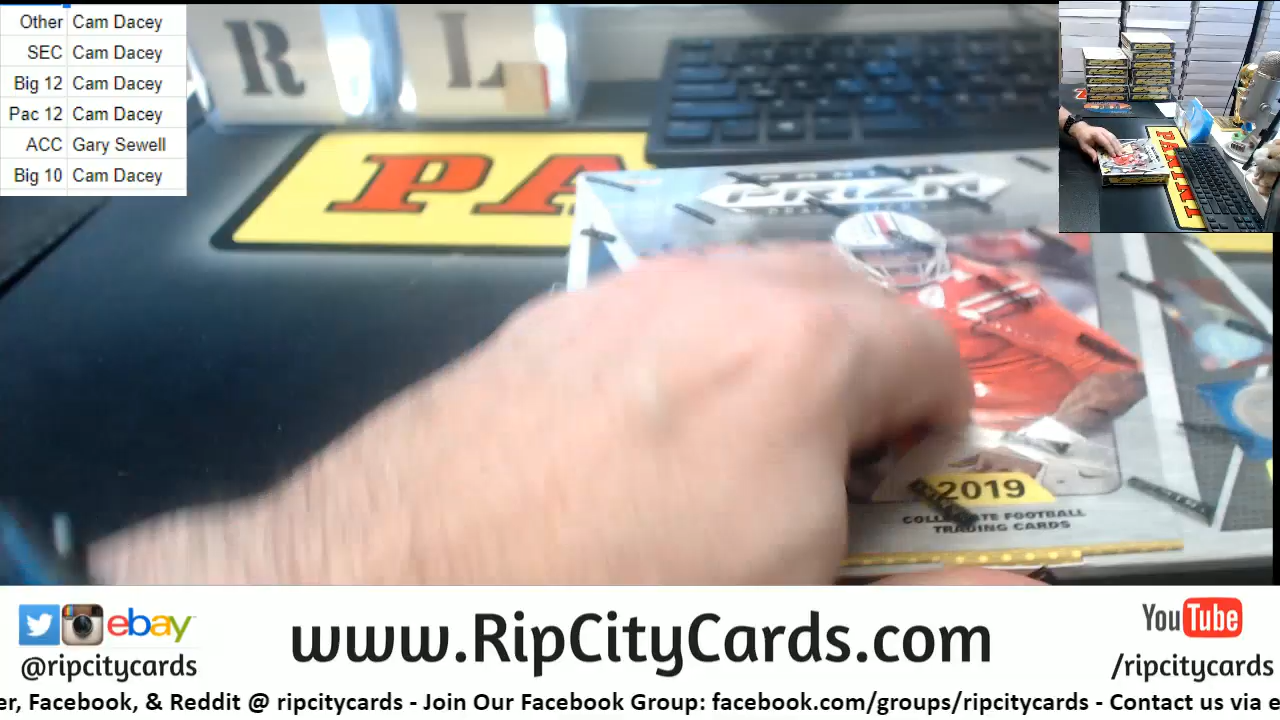 Other Cam Dacey
SEC Cam Dacey
Big 12 Cam Dacey
Pac 12 Cam Dacey
ACC Gary Sewell
Big 10 Cam Dacey
R L
PA
PRIZM
2019
COLLEGIATE FOOTBALL
TRADING CARDS
PANINI
ebay
@ripcitycards
www.RipCityCards.com
YouTube
/ripcitycards
er, Facebook, & Reddit @ ripcitycards - Join Our Facebook Group: facebook.com/groups/ripcitycards - Contact us via e